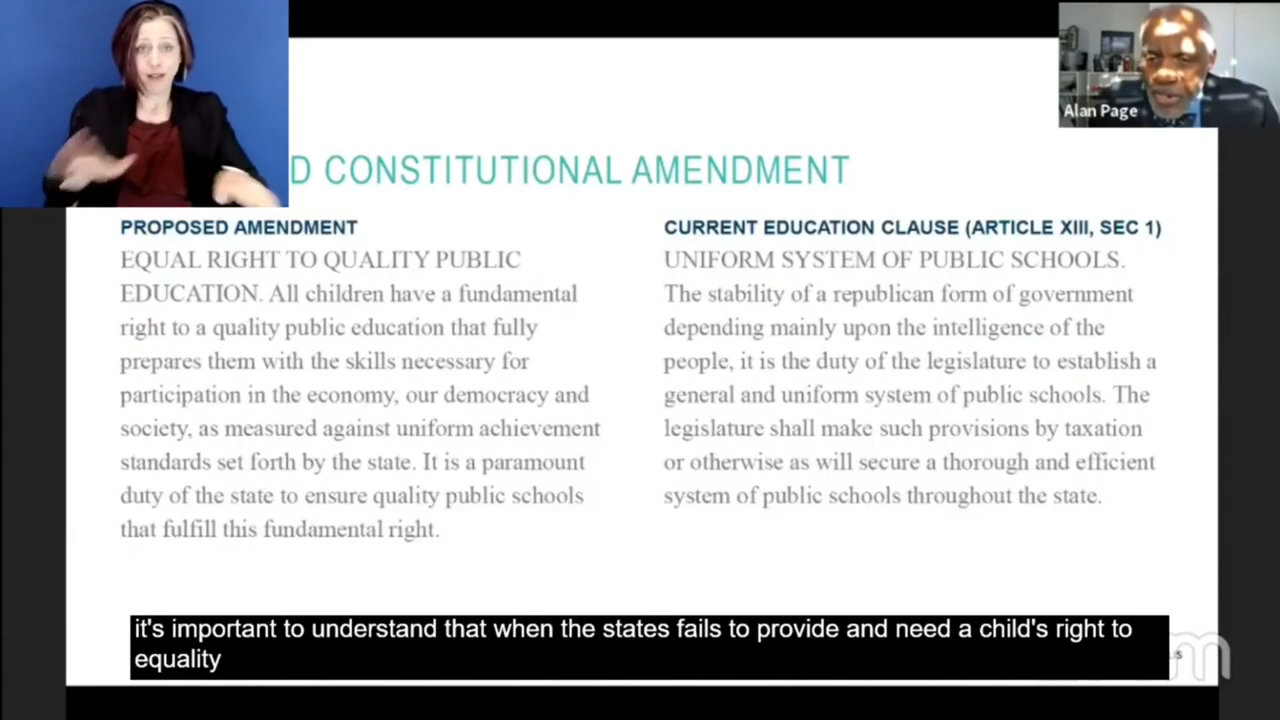 Alan Page
D CONSTITUTIONAL AMENDMENT
PROPOSED AMENDMENT
EQUAL RIGHT TO QUALITY PUBLIC
EDUCATION. All children have a fundamental
right to a quality public education that fully
prepares them with the skills necessary for
participation in the economy, our democracy and
society, as measured against uniform achievement
standards set forth by the state. It is a paramount
duty of the state to ensure quality public schools
that fulfill this fundamental right.
CURRENT EDUCATION CLAUSE (ARTICLE XIII, SEC 1)
UNIFORM SYSTEM OF PUBLIC SCHOOLS.
The stability of a republican form of government
depending mainly upon the intelligence of the
people, it is the duty of the legislature to establish a
general and uniform system of public schools. The
legislature shall make such provisions by taxation
or otherwise as will secure a thorough and efficient
system of public schools throughout the state.
it's important to understand that when the states fails to provide and need a child's right to
equality